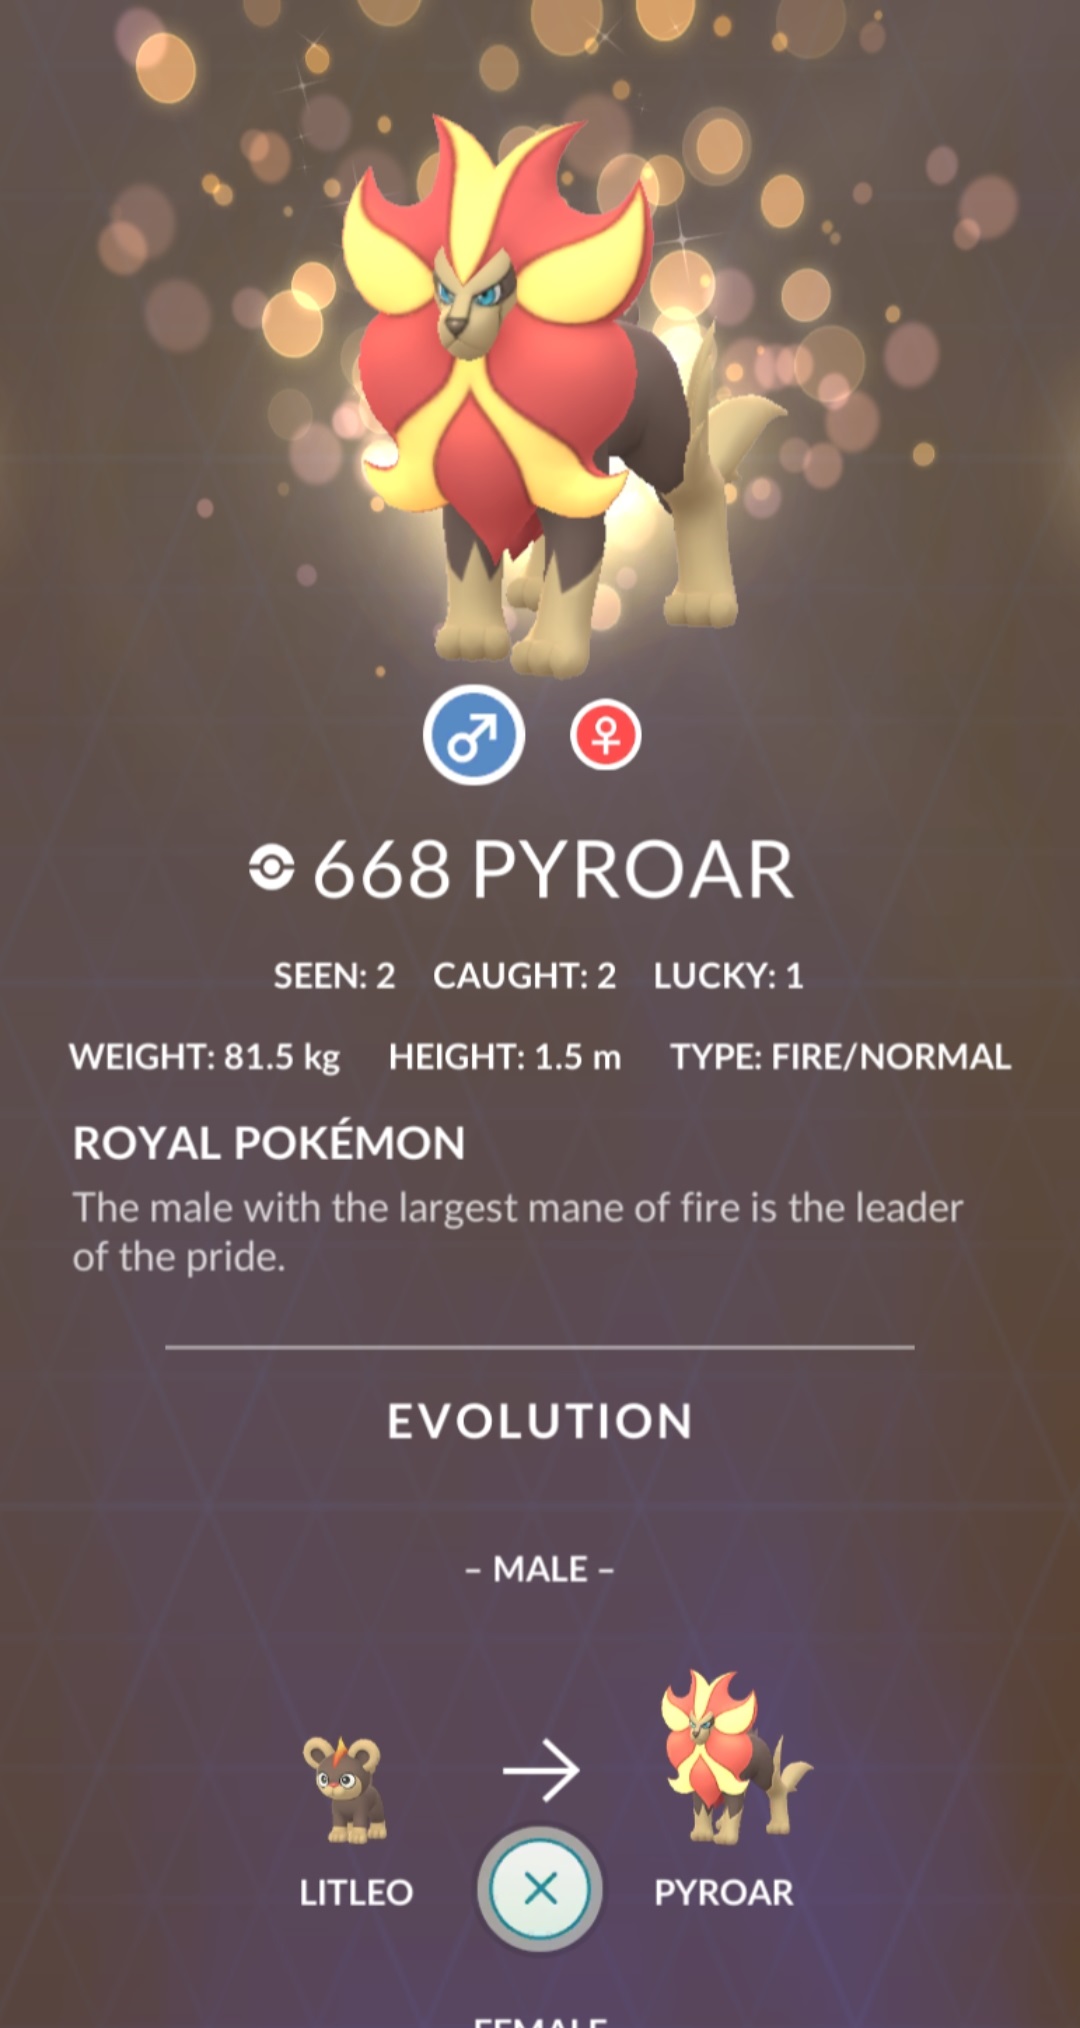 668 PYROAR
SEEN: 2 CAUGHT: 2 LUCKY: 1
WEIGHT: 81.5 kg HEIGHT: 1.5 m TYPE: FIRE/NORMAL
ROYAL POKÉMON
The male with the largest mane of fire is the leader
of the pride.
EVOLUTION
– MALE –
LITLEO PYROAR
FEMALE